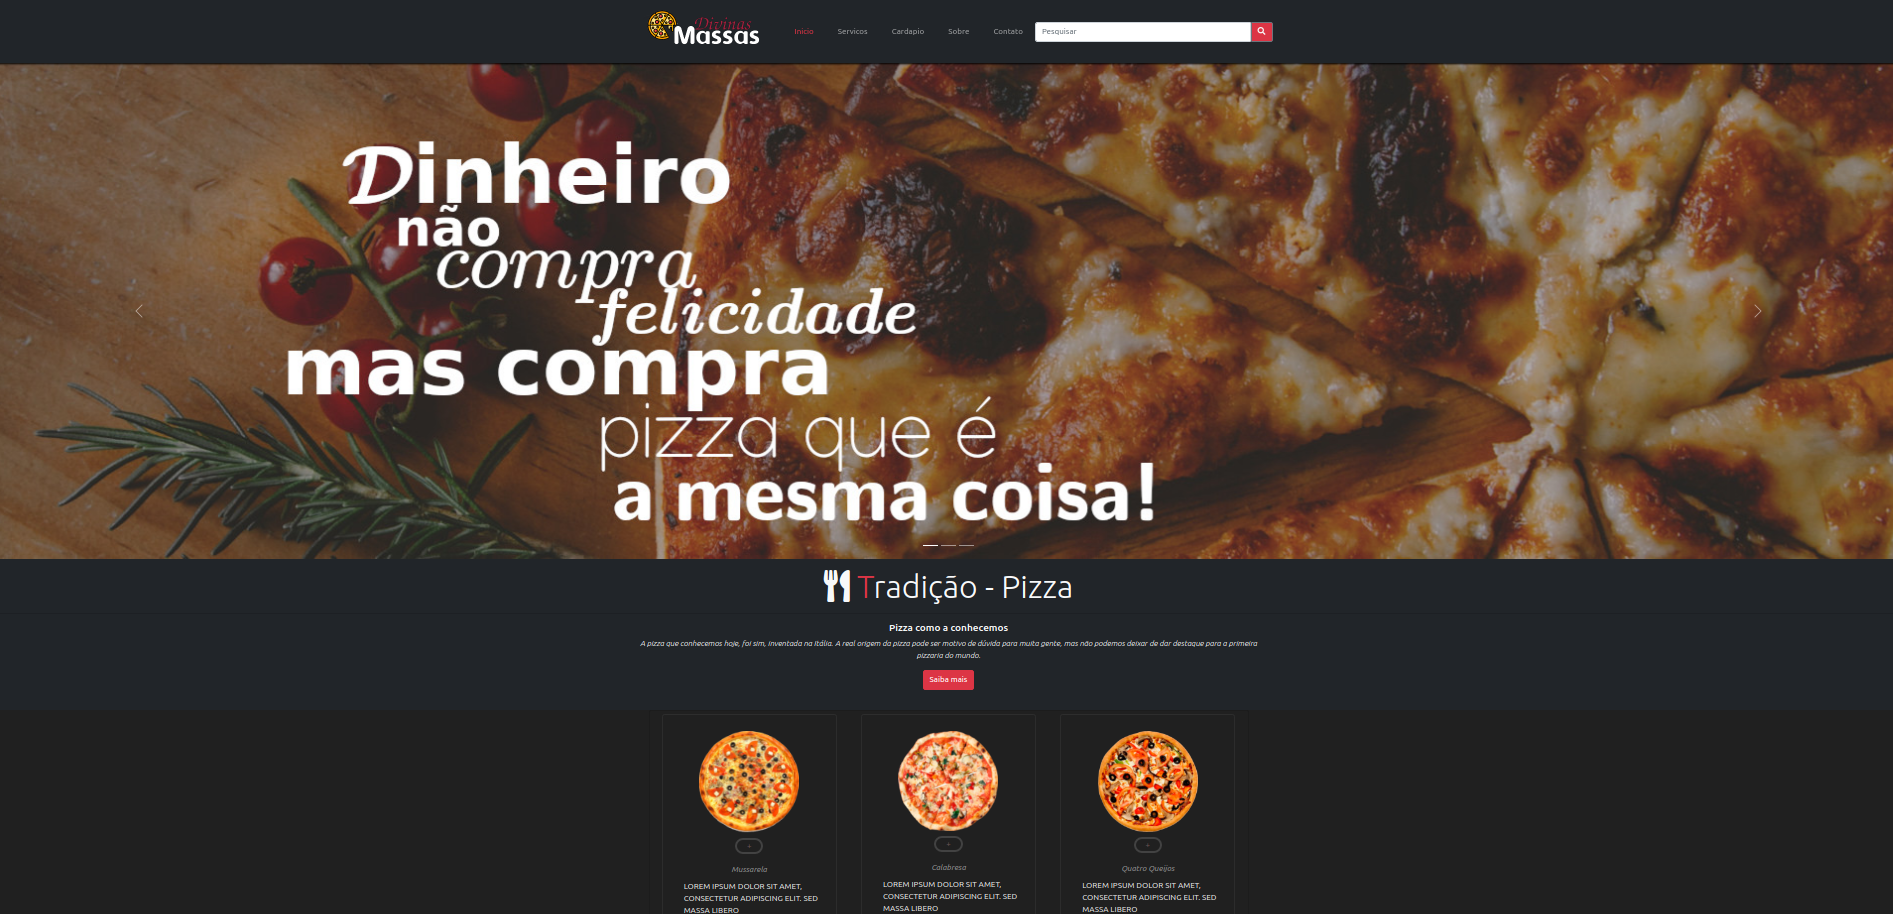 Divinas
Massas
Inicio
Servicos
Cardapio
Sobre
Contato
Pesquisar
Dinheiro
não
compra
felicidade
mas compra
pizza que é
a mesma coisa!
Tradição - Pizza
Pizza como a conhecemos
A pizza que conhecemos hoje, foi sim, inventada na Itália. A real origem da pizza pode ser motivo de dúvida para muita gente, mas não podemos deixar de dar destaque para a primeira
pizzaria do mundo.
Saiba mais
+
Mussarela
LOREM IPSUM DOLOR SIT AMET,
CONSECTETUR ADIPISCING ELIT. SED
MASSA LIBERO
+
Calabresa
LOREM IPSUM DOLOR SIT AMET,
CONSECTETUR ADIPISCING ELIT. SED
MASSA LIBERO
+
Quatro Queijos
LOREM IPSUM DOLOR SIT AMET,
CONSECTETUR ADIPISCING ELIT. SED
MASSA LIBERO